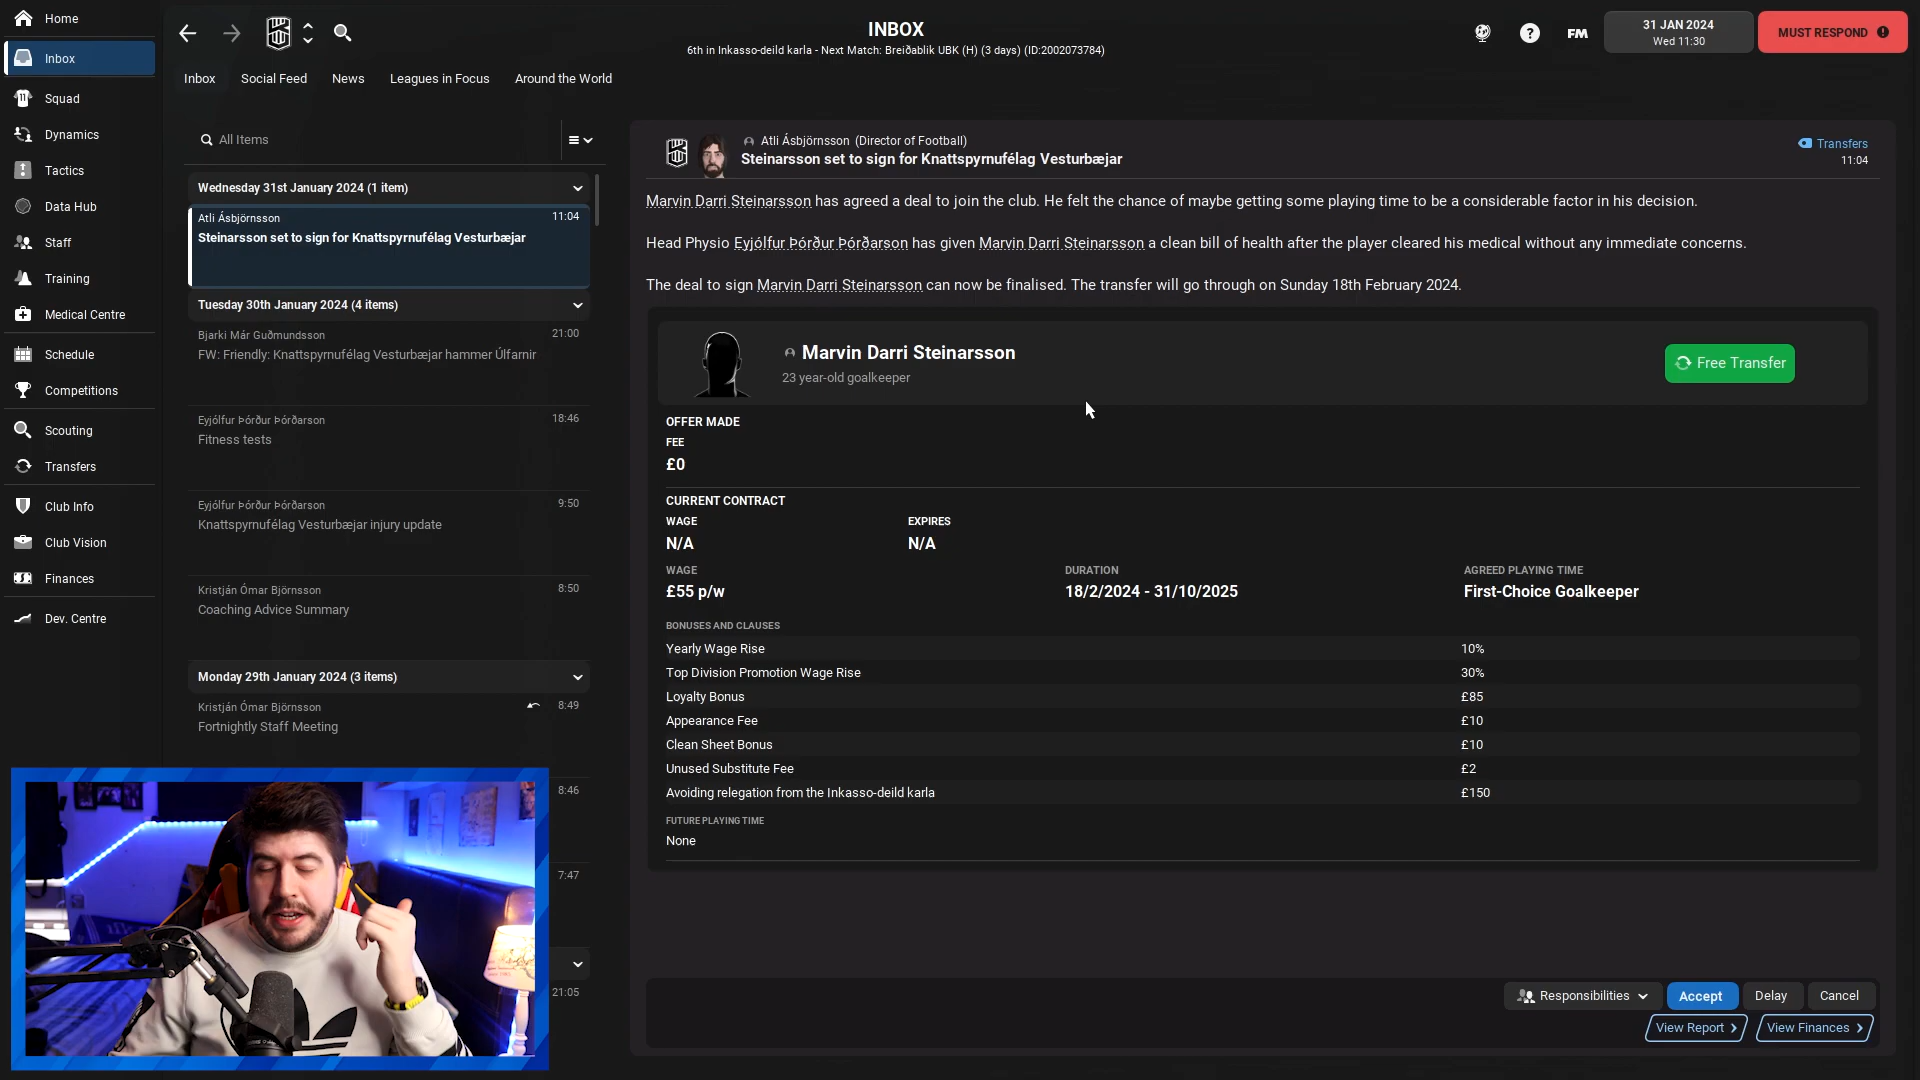 Home
Inbox
Squad
Dynamics
Tactics
Data Hub
Staff
Training
Medical Centre
Schedule
Competitions
Scouting
Transfers
Club Info
Club Vision
Finances
Dev. Centre
INBOX
6th in Inkasso-deild karla - Next Match: Breiðablik UBK (H) (3 days) (ID:2002073784)
FM
31 JAN 2024
Wed 11:30
MUST RESPOND
Inbox Social Feed News Leagues in Focus Around the World
All Items
Wednesday 31st January 2024 (1 item)
Atli Ásbjörnsson 11:04
Steinarsson set to sign for Knattspyrnufélag Vesturbæjar
Tuesday 30th January 2024 (4 items)
Bjarki Már Guðmundsson 21:00
FW: Friendly: Knattspyrnufélag Vesturbæjar hammer Úlfarnir
Eyjólfur Þórður Þórðarson 18:46
Fitness tests
Eyjólfur Þórður Þórðarson 9:50
Knattspyrnufélag Vesturbæjar injury update
Kristján Ómar Björnsson 8:50
Coaching Advice Summary
Monday 29th January 2024 (3 items)
Kristján Ómar Björnsson 8:49
Fortnightly Staff Meeting
8:46
7:47
21:05
Atli Ásbjörnsson (Director of Football)
Steinarsson set to sign for Knattspyrnufélag Vesturbæjar
Transfers
11:04
Marvin Darri Steinarsson has agreed a deal to join the club. He felt the chance of maybe getting some playing time to be a considerable factor in his decision.
Head Physio Eyjólfur Þórður Þórðarson has given Marvin Darri Steinarsson a clean bill of health after the player cleared his medical without any immediate concerns.
The deal to sign Marvin Darri Steinarsson can now be finalised. The transfer will go through on Sunday 18th February 2024.
Marvin Darri Steinarsson
23 year-old goalkeeper
Free Transfer
OFFER MADE
FEE
£0
CURRENT CONTRACT
WAGE EXPIRES
N/A N/A
WAGE DURATION AGREED PLAYING TIME
£55 p/w 18/2/2024 - 31/10/2025 First-Choice Goalkeeper
BONUSES AND CLAUSES
Yearly Wage Rise 10%
Top Division Promotion Wage Rise 30%
Loyalty Bonus £85
Appearance Fee £10
Clean Sheet Bonus £10
Unused Substitute Fee £2
Avoiding relegation from the Inkasso-deild karla £150
FUTURE PLAYING TIME
None
Responsibilities Accept Delay Cancel
View Report View Finances